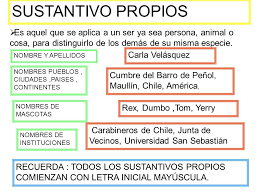 SUSTANTIVO PROPIOS
Es aquel que se aplica a un ser ya sea persona, animal o
cosa, para distinguirlo de los demás de su misma especie.
NOMBRE Y APELLIDOS
Carla Velásquez
NOMBRES PUEBLOS ,
CIUDADES ,PAISES ,
CONTINENTES
Cumbre del Barro de Peñol,
Maullín, Chile, América.
NOMBRES DE
MASCOTAS
Rex, Dumbo ,Tom, Yerry
NOMBRES DE
INSTITUCIONES
Carabineros de Chile, Junta de
Vecinos, Universidad San Sebastián
RECUERDA : TODOS LOS SUSTANTIVOS PROPIOS
COMIENZAN CON LETRA INICIAL MAYÚSCULA.